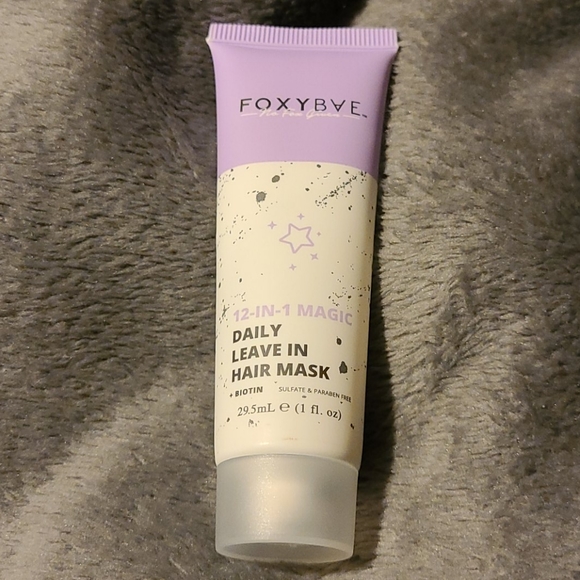 FOXYBAE.
12-IN-1 MAGIC
DAILY
LEAVE IN
HAIR MASK
+ BIOTIN SULFATE & PARABEN FREE
29.5mL e (1 fl. oz)